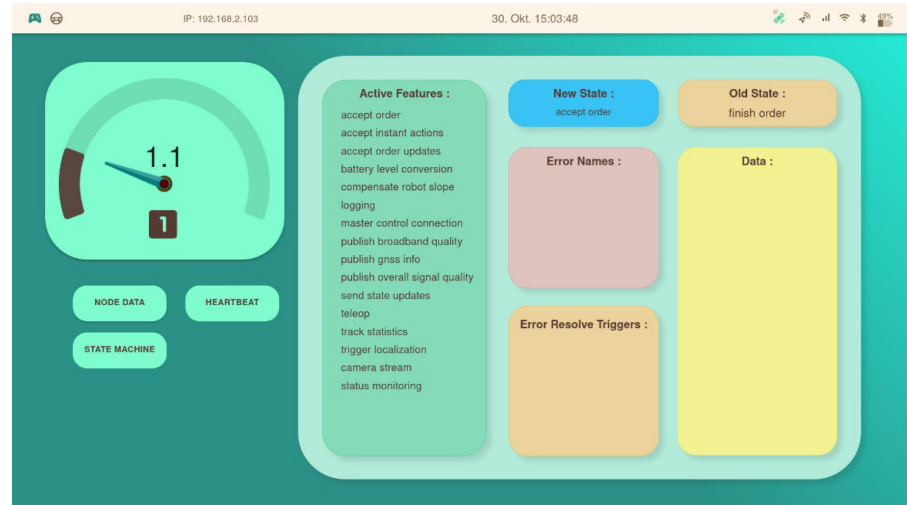 IP: 192.168.2.103
30. Okt. 15:03:48
49%
1.1
1
NODE DATA
HEARTBEAT
STATE MACHINE
Active Features :
accept order
accept instant actions
accept order updates
battery level conversion
compensate robot slope
logging
master control connection
publish broadband quality
publish gnss info
publish overall signal quality
send state updates
teleop
track statistics
trigger localization
camera stream
status monitoring
New State :
accept order
Old State :
finish order
Error Names :
Data :
Error Resolve Triggers :